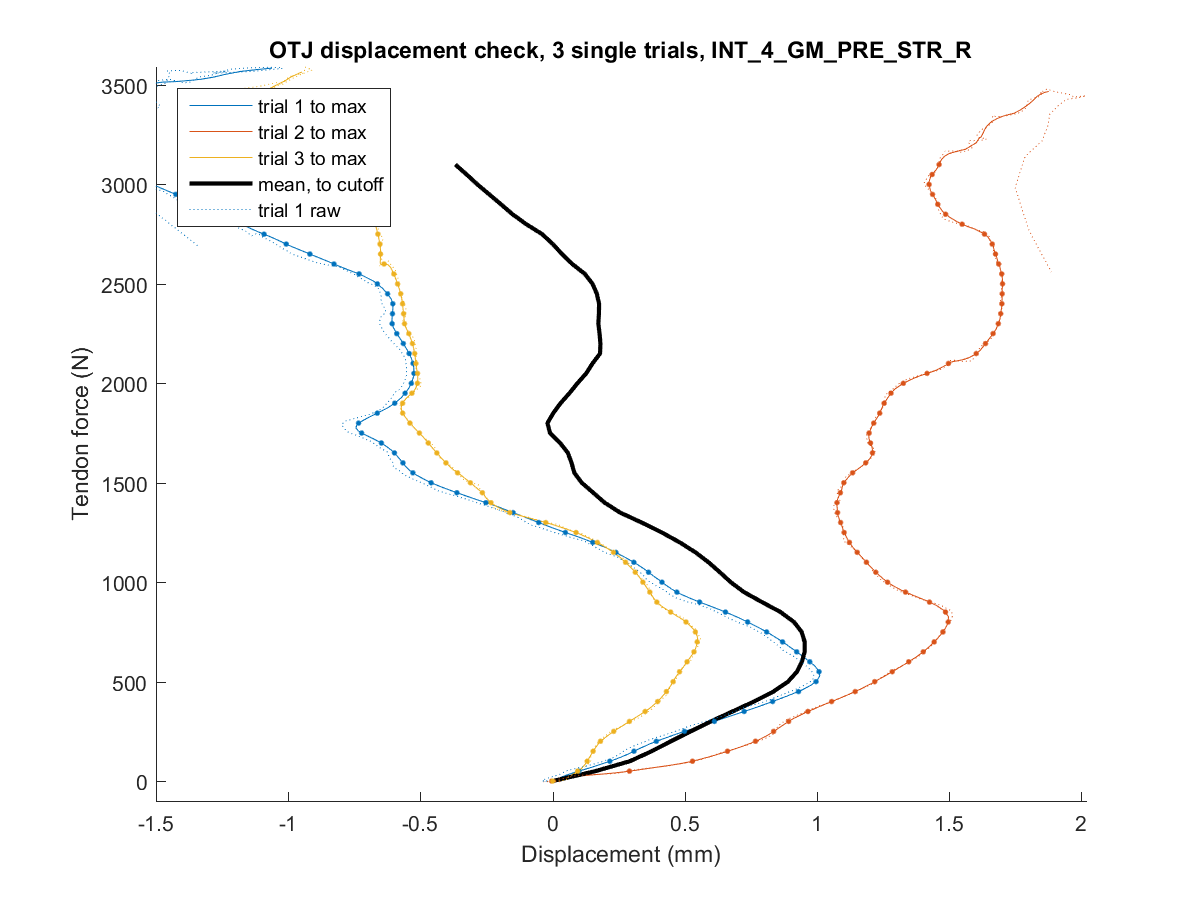 OTJ displacement check, 3 single trials, INT_4_GM_PRE_STR_R
trial 1 to max
trial 2 to max
trial 3 to max
mean, to cutoff
trial 1 raw
Tendon force (N)
3500
3000
2500
2000
1500
1000
500
0
-1.5 -1 -0.5 0 0.5 1 1.5 2
Displacement (mm)